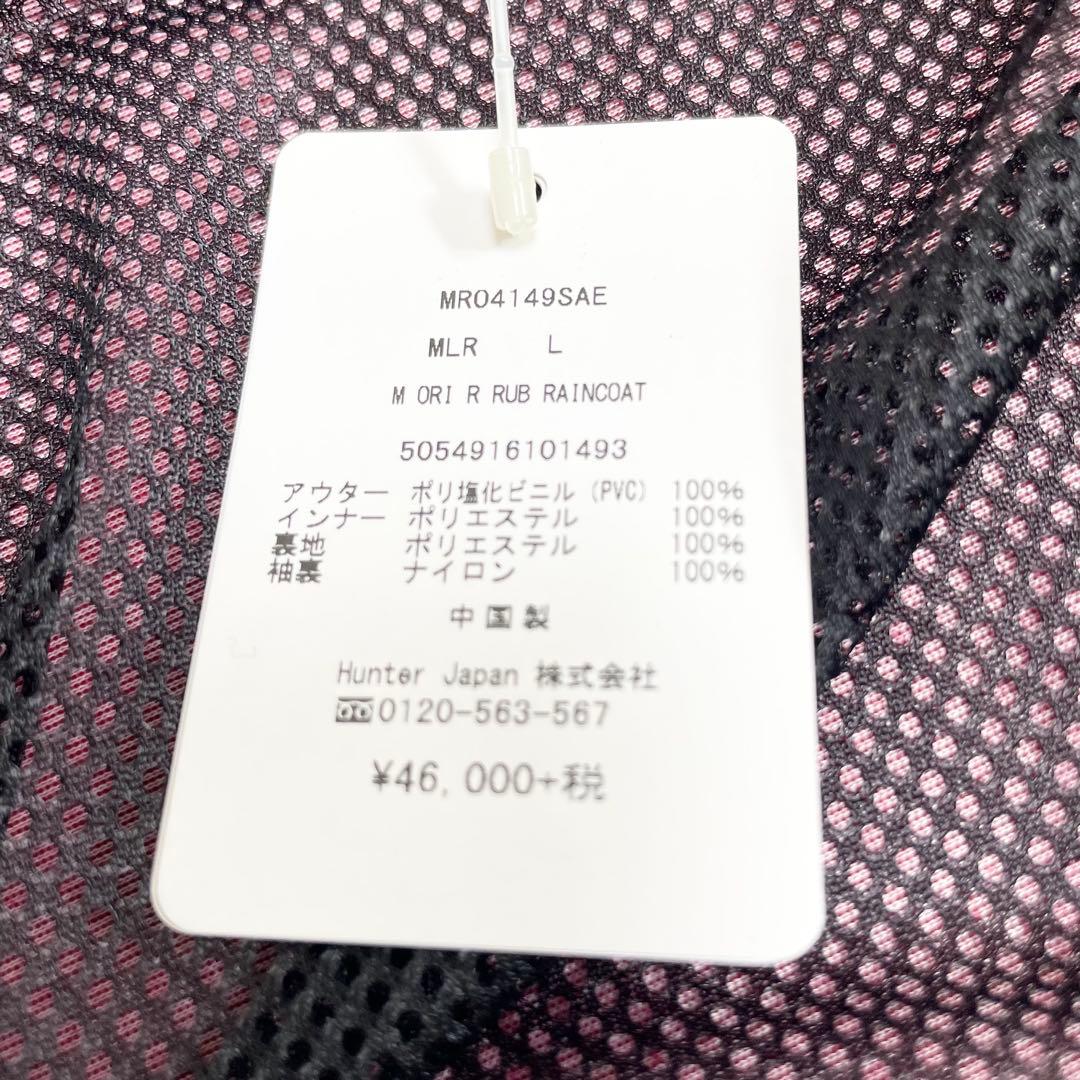 MRO4149SAE
MLR L
M ORI R RUB RAINCOAT
5054916101493
アウター ポリ塩化ビニル (PVC) 100%
インナー ポリエステル 100%
裏地 ポリエステル 100%
袖裏 ナイロン 100%
中国製
Hunter Japan 株式会社
0120-563-567
¥46,000+税